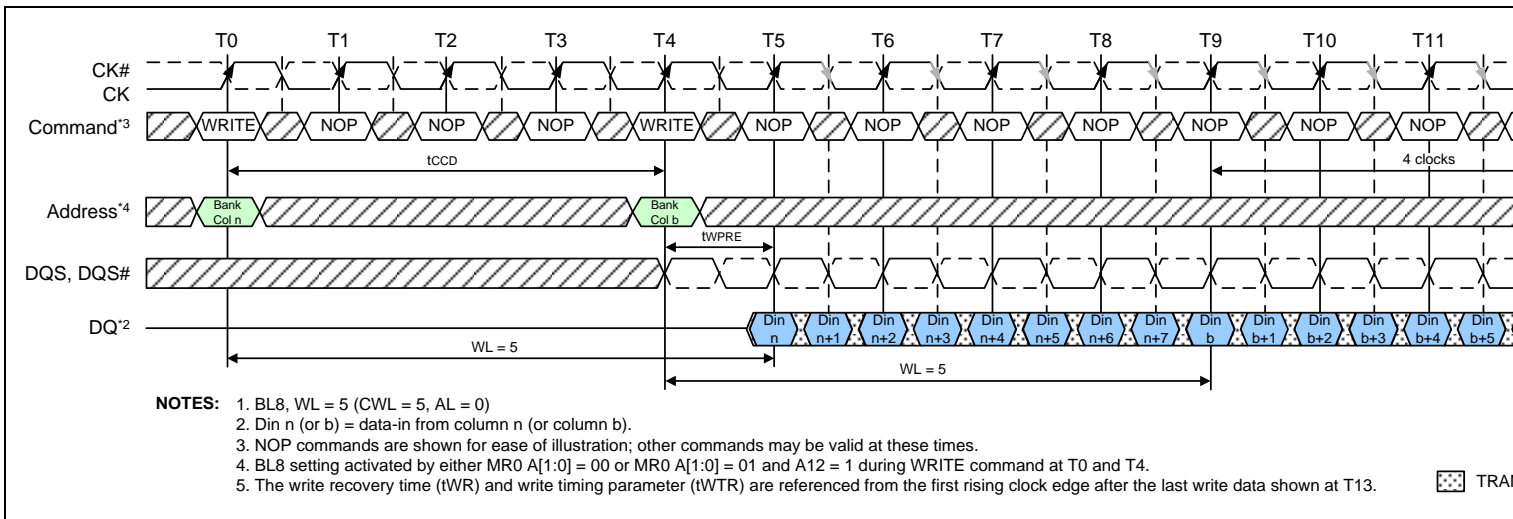 T0 T1 T2 T3 T4 T5 T6 T7 T8 T9 T10 T11
CK#
CK
Command*3 WRITE NOP NOP NOP WRITE NOP NOP NOP NOP NOP NOP NOP
tCCD 4 clocks
Address*4 Bank Col n Bank Col b
tWPRE
DQS, DQS#
DQ*2 Din n Din n+1 Din n+2 Din n+3 Din n+4 Din n+5 Din n+6 Din n+7 Din b Din b+1 Din b+2 Din b+3 Din b+4 Din b+5
WL = 5
WL = 5
NOTES: 1. BL8, WL = 5 (CWL = 5, AL = 0)
2. Din n (or b) = data-in from column n (or column b).
3. NOP commands are shown for ease of illustration; other commands may be valid at these times.
4. BL8 setting activated by either MR0 A[1:0] = 00 or MR0 A[1:0] = 01 and A12 = 1 during WRITE command at T0 and T4.
5. The write recovery time (tWR) and write timing parameter (tWTR) are referenced from the first rising clock edge after the last write data shown at T13.